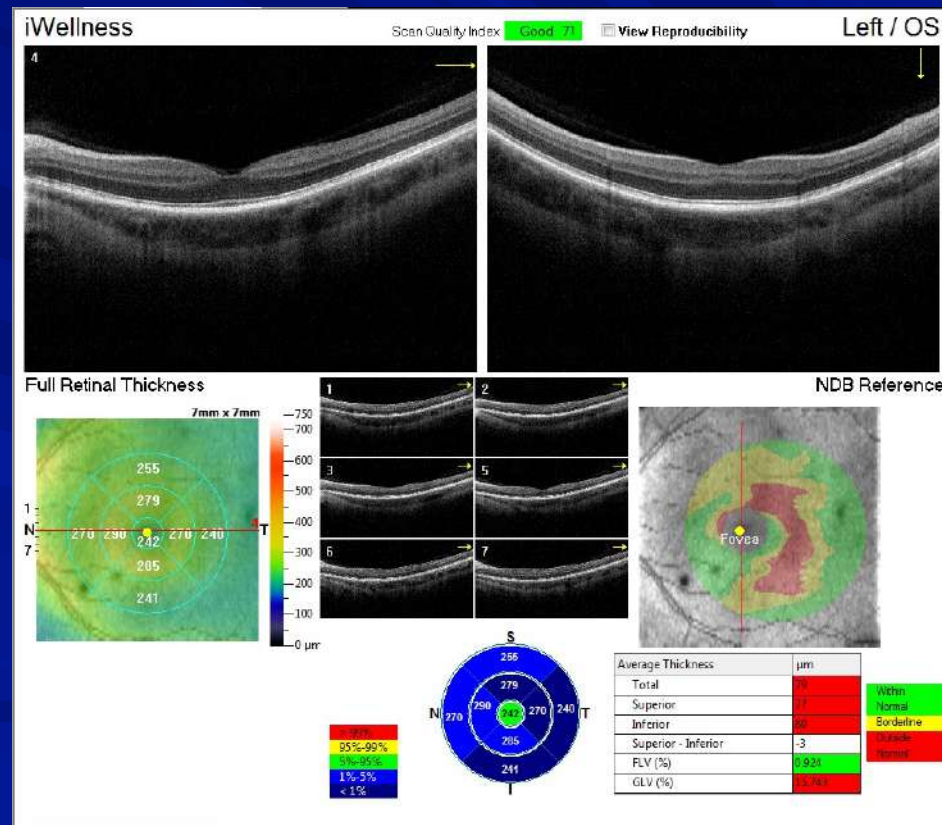 iWellness
Scan Quality Index Good 71 View Reproducibility
Left / OS
4
Full Retinal Thickness
7mm x 7mm
255
279
N 270 290 242 270 240 4 T
285
241
1
7
750
700
600
500
400
300
200
100
0 µm
1
2
3
5
6
7
NDB Reference
Fovea
S
255
279
N 270 290 242 270 240 T
285
241
I
> 99%
95%-99%
5%-95%
1%-5%
< 1%
Average Thickness µm
Total 79
Superior 77
Inferior 80
Superior - Inferior -3
FLV (%) 0.924
GLV (%)
Within
Normal
Borderline
Outside
Normal